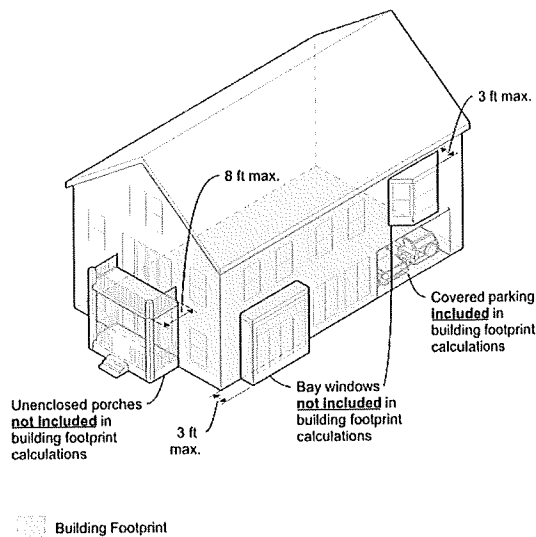 3 ft max.
8 ft max.
Covered parking
included in
building footprint
calculations
Bay windows
not included in
building footprint
calculations
Unenclosed porches
not included in
building footprint
calculations
3 ft
max.
Building Footprint